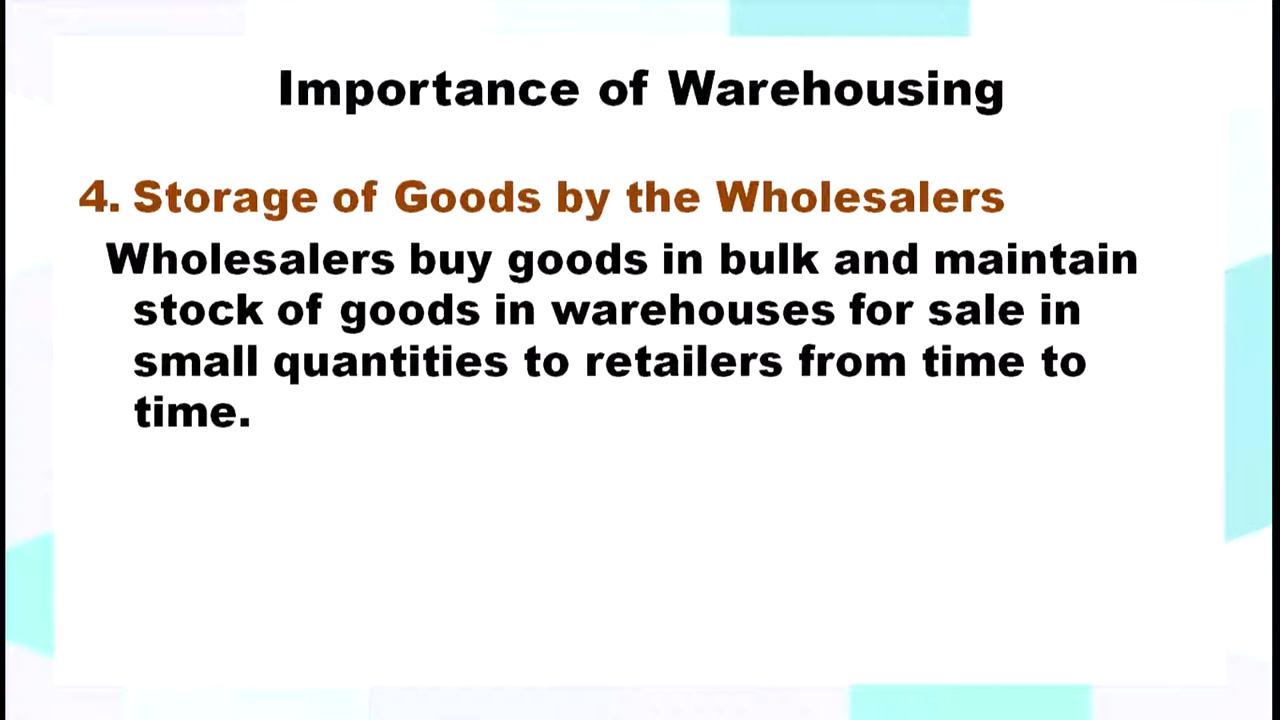 Importance of Warehousing
4. Storage of Goods by the Wholesalers
Wholesalers buy goods in bulk and maintain
stock of goods in warehouses for sale in
small quantities to retailers from time to
time.